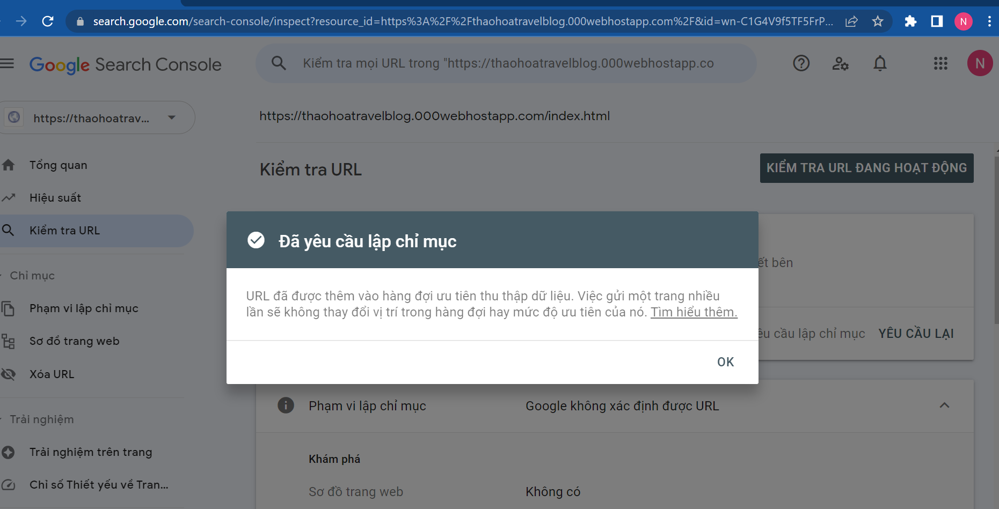 search.google.com/search-console/inspect?resource_id=https%3A%2F%2Fthaohoatravelblog.000webhostapp.com%2F&id=wn-C1G4V9f5TF5FrP...
N
Google Search Console
Kiểm tra mọi URL trong "https://thaohoatravelblog.000webhostapp.co
N
https://thaohoatrav...
https://thaohoatravelblog.000webhostapp.com/index.html
Tổng quan
Kiểm tra URL
KIỂM TRA URL ĐANG HOẠT ĐỘNG
Hiệu suất
Kiểm tra URL
Đã yêu cầu lập chỉ mục
ết bên
Chỉ mục
URL đã được thêm vào hàng đợi ưu tiên thu thập dữ liệu. Việc gửi một trang nhiều
lần sẽ không thay đổi vị trí trong hàng đợi hay mức độ ưu tiên của nó. Tìm hiểu thêm.
Phạm vi lập chỉ mục
êu cầu lập chỉ mục YÊU CẦU LẠI
Sơ đồ trang web
OK
Xóa URL
Phạm vi lập chỉ mục Google không xác định được URL
Trải nghiệm
Trải nghiệm trên trang
Khám phá
Chỉ số Thiết yếu về Tran...
Sơ đồ trang web Không có